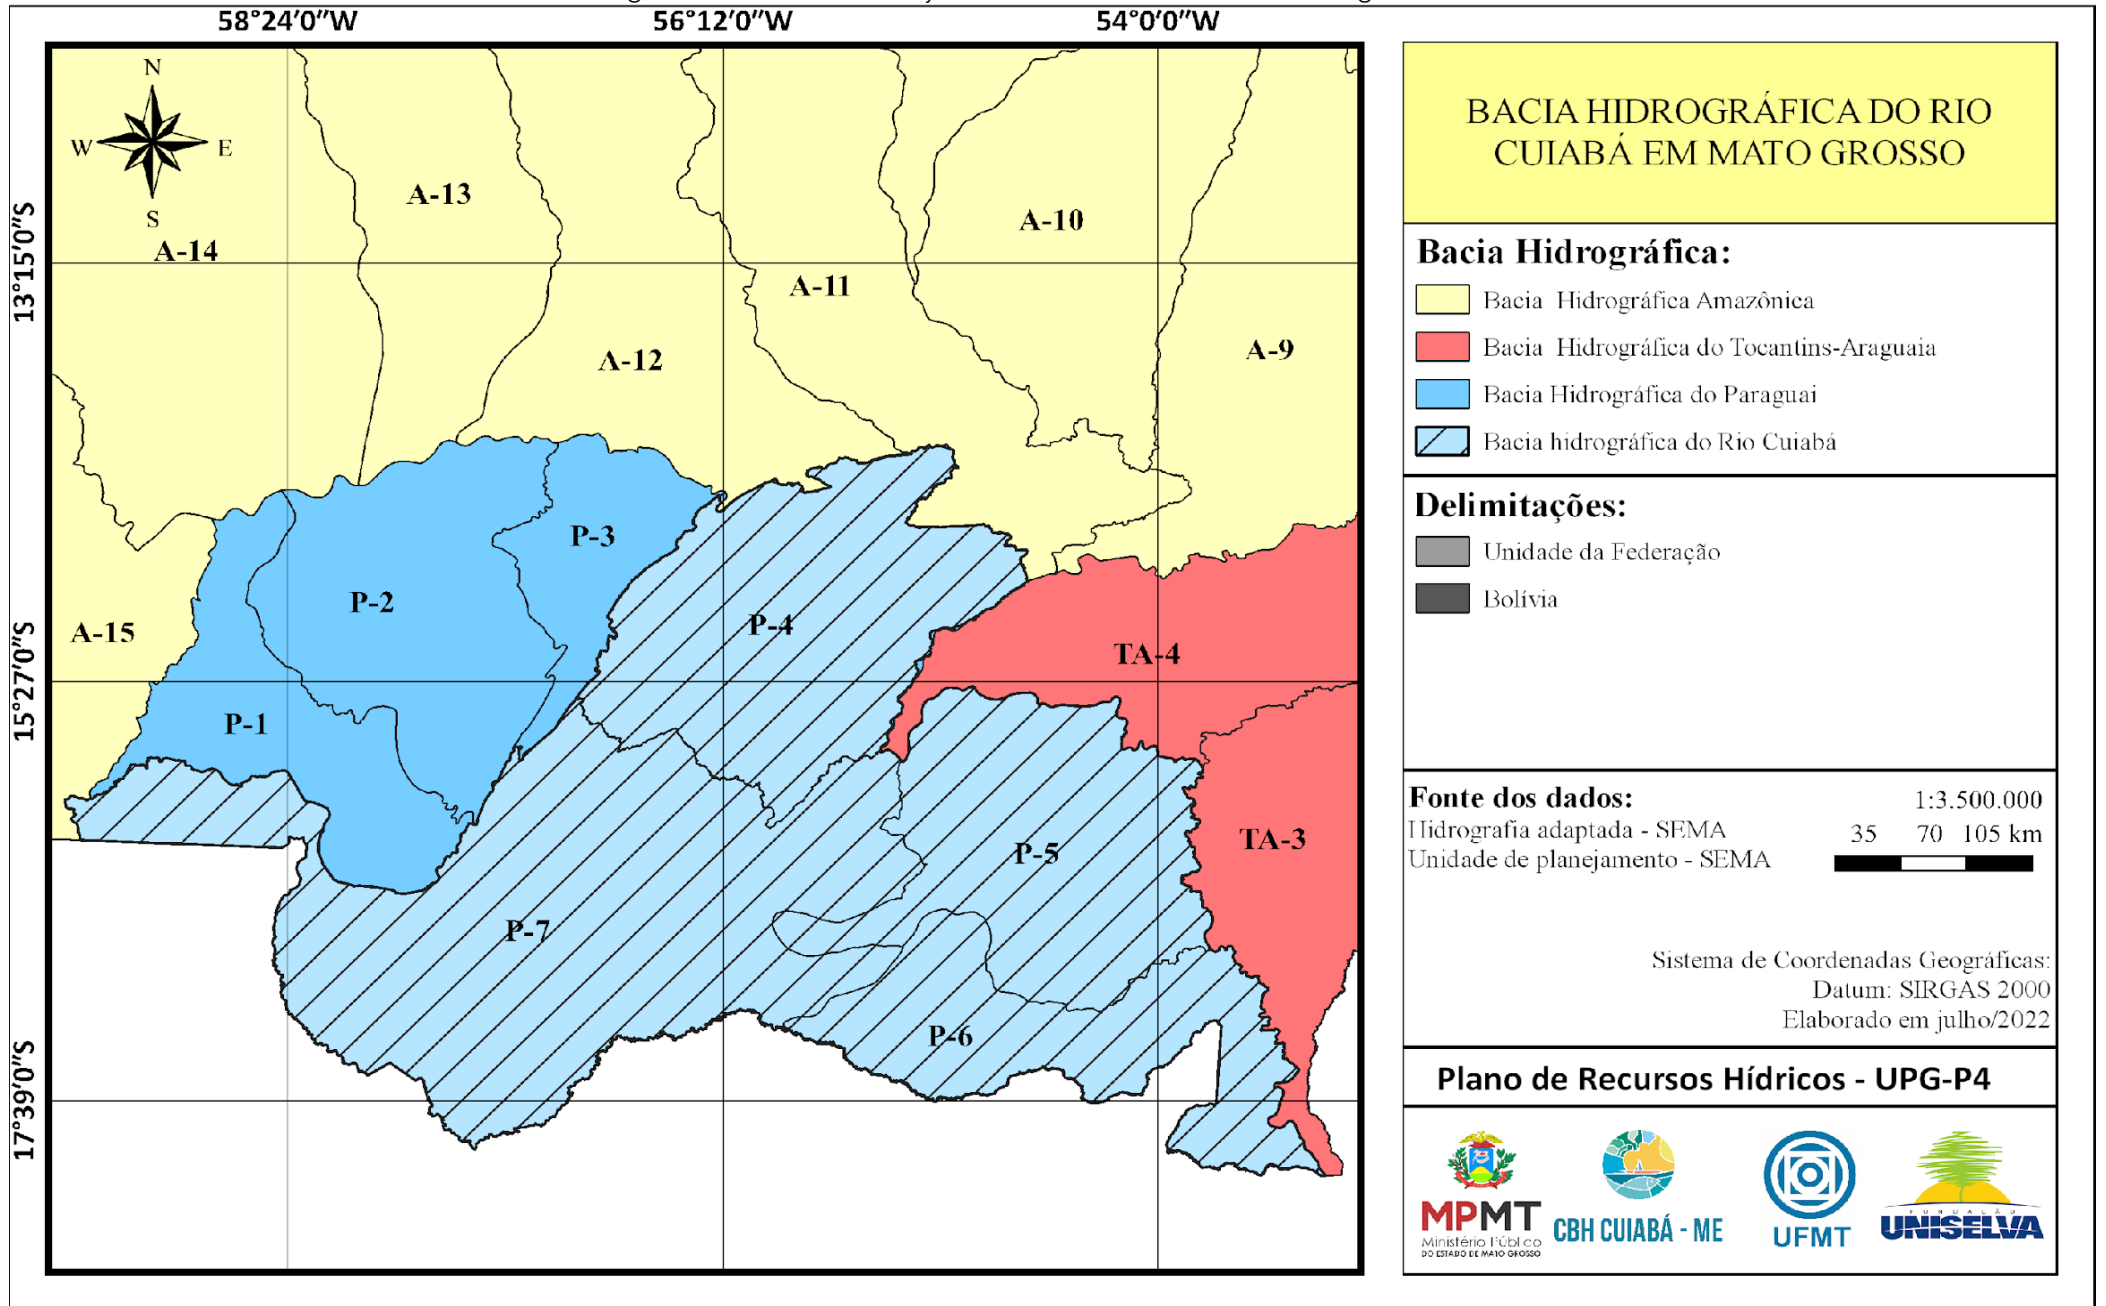 58°24'0"W
56°12'0"W
54°0'0"W
13°15'0"S
15°27'0"S
17°39'0"S
N
W
E
S
A-14
A-13
A-12
A-11
A-10
A-9
A-15
P-1
P-2
P-3
P-4
P-5
P-6
P-7
TA-4
TA-3
BACIA HIDROGRÁFICA DO RIO
CUIABÁ EM MATO GROSSO
Bacia Hidrográfica:
Bacia Hidrográfica Amazônica
Bacia Hidrográfica do Tocantins-Araguaia
Bacia Hidrográfica do Paraguai
Bacia hidrográfica do Rio Cuiabá
Delimitações:
Unidade da Federação
Bolívia
Fonte dos dados:
Hidrografia adaptada - SEMA
Unidade de planejamento - SEMA
1:3.500.000
35 70 105 km
Sistema de Coordenadas Geográficas:
Datum: SIRGAS 2000
Elaborado em julho/2022
Plano de Recursos Hídricos - UPG-P4
MPMT
Ministério Público
DO ESTADO DE MATO GROSSO
CBH CUIABÁ - ME
UFMT
FUNDAÇÃO
UNISELVA